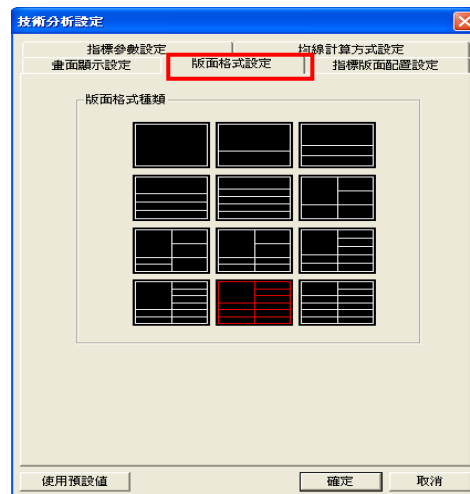 技術分析設定
指標參數設定 均線計算方式設定
畫面顯示設定 版面格式設定 指標版面配置設定
版面格式種類
使用預設值 確定 取消